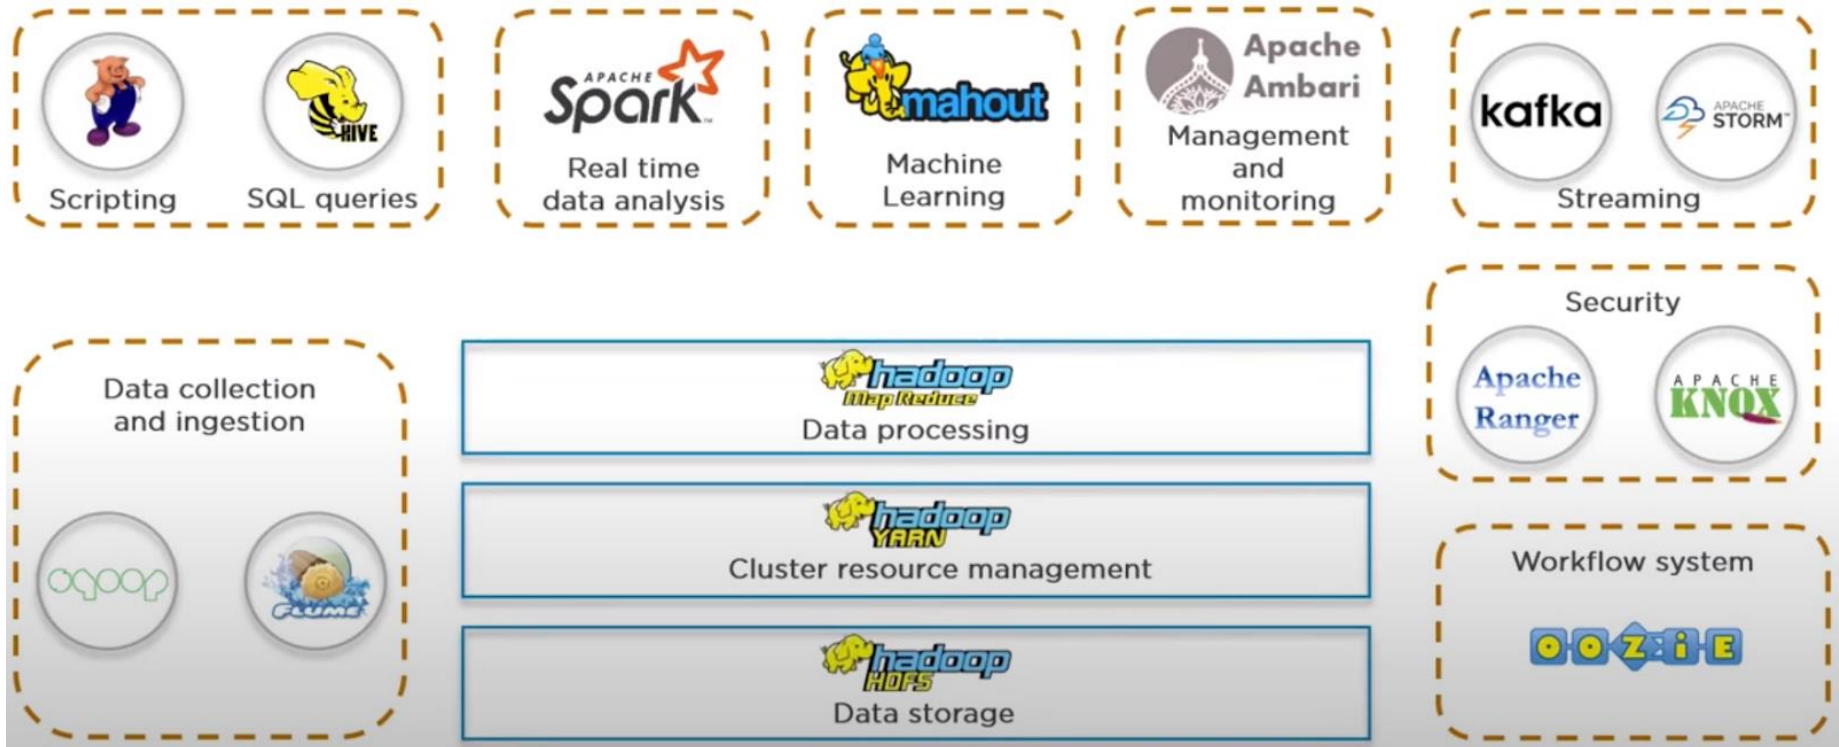 Scripting
HIVE
SQL queries
APACHE
Spark™
Real time
data analysis
mahout
Machine
Learning
Apache
Ambari
Management
and
monitoring
kafka
APACHE
STORM™
Streaming
Security
Apache
Ranger
APACHE
KNOX
Data collection
and ingestion
sqoop
FLUME
hadoop
Map Reduce
Data processing
hadoop
YARN
Cluster resource management
hadoop
HDFS
Data storage
Workflow system
OOZiE